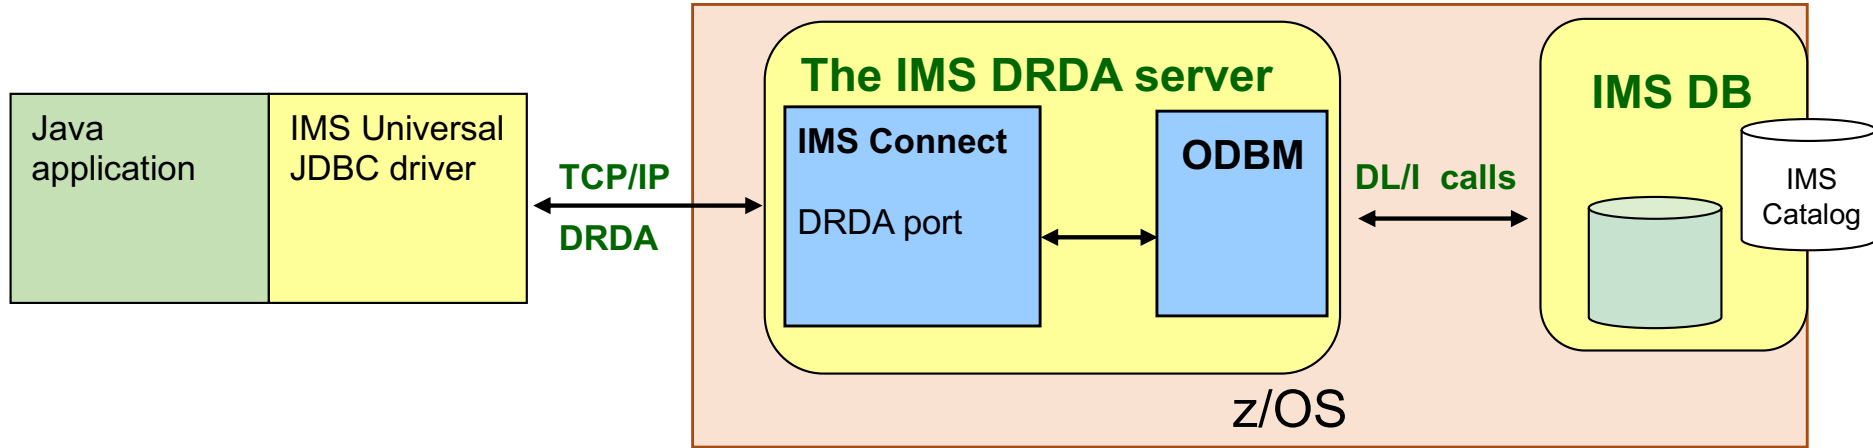 Java
application
IMS Universal
JDBC driver
TCP/IP
DRDA
The IMS DRDA server
IMS Connect
DRDA port
ODBM
DL/I  calls
IMS DB
IMS
Catalog
z/OS